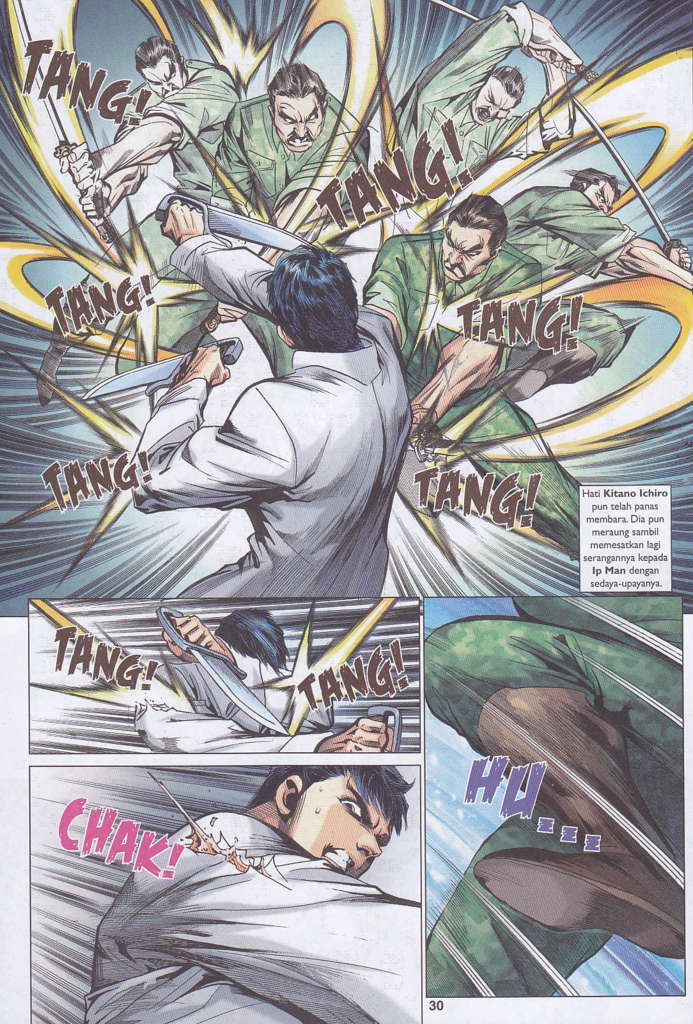 TANG!
TANG!
TANG!
TANG!
TANG!
TANG!
Hati Kitano Ichiro
pun telah panas
membara. Dia pun
meraung sambil
memesatkan lagi
serangannya kepada
Ip Man dengan
sedaya-upayanya.
TANG!
TANG!
HU...
CHAK!
30